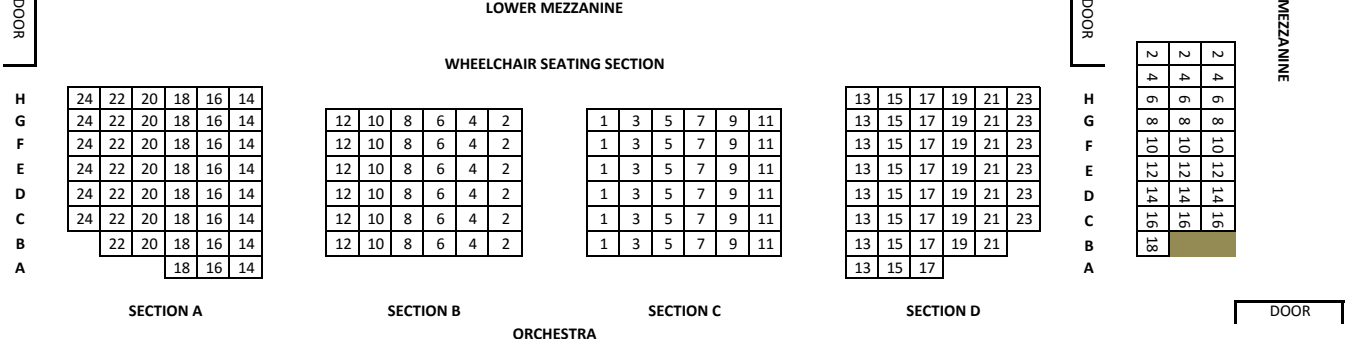 DOOR
LOWER MEZZANINE
DOOR
MEZZANINE
WHEELCHAIR SEATING SECTION
2 2 2
4 4 4
H 24 22 20 18 16 14 13 15 17 19 21 23 H 6 6 6
G 24 22 20 18 16 14 12 10 8 6 4 2 1 3 5 7 9 11 13 15 17 19 21 23 G 8 8 8
F 24 22 20 18 16 14 12 10 8 6 4 2 1 3 5 7 9 11 13 15 17 19 21 23 F 10 10 10
E 24 22 20 18 16 14 12 10 8 6 4 2 1 3 5 7 9 11 13 15 17 19 21 23 E 12 12 12
D 24 22 20 18 16 14 12 10 8 6 4 2 1 3 5 7 9 11 13 15 17 19 21 23 D 14 14 14
C 24 22 20 18 16 14 12 10 8 6 4 2 1 3 5 7 9 11 13 15 17 19 21 23 C 16 16 16
B 22 20 18 16 14 12 10 8 6 4 2 1 3 5 7 9 11 13 15 17 19 21 B 18
A 18 16 14 13 15 17 A
SECTION A SECTION B SECTION C SECTION D DOOR
ORCHESTRA